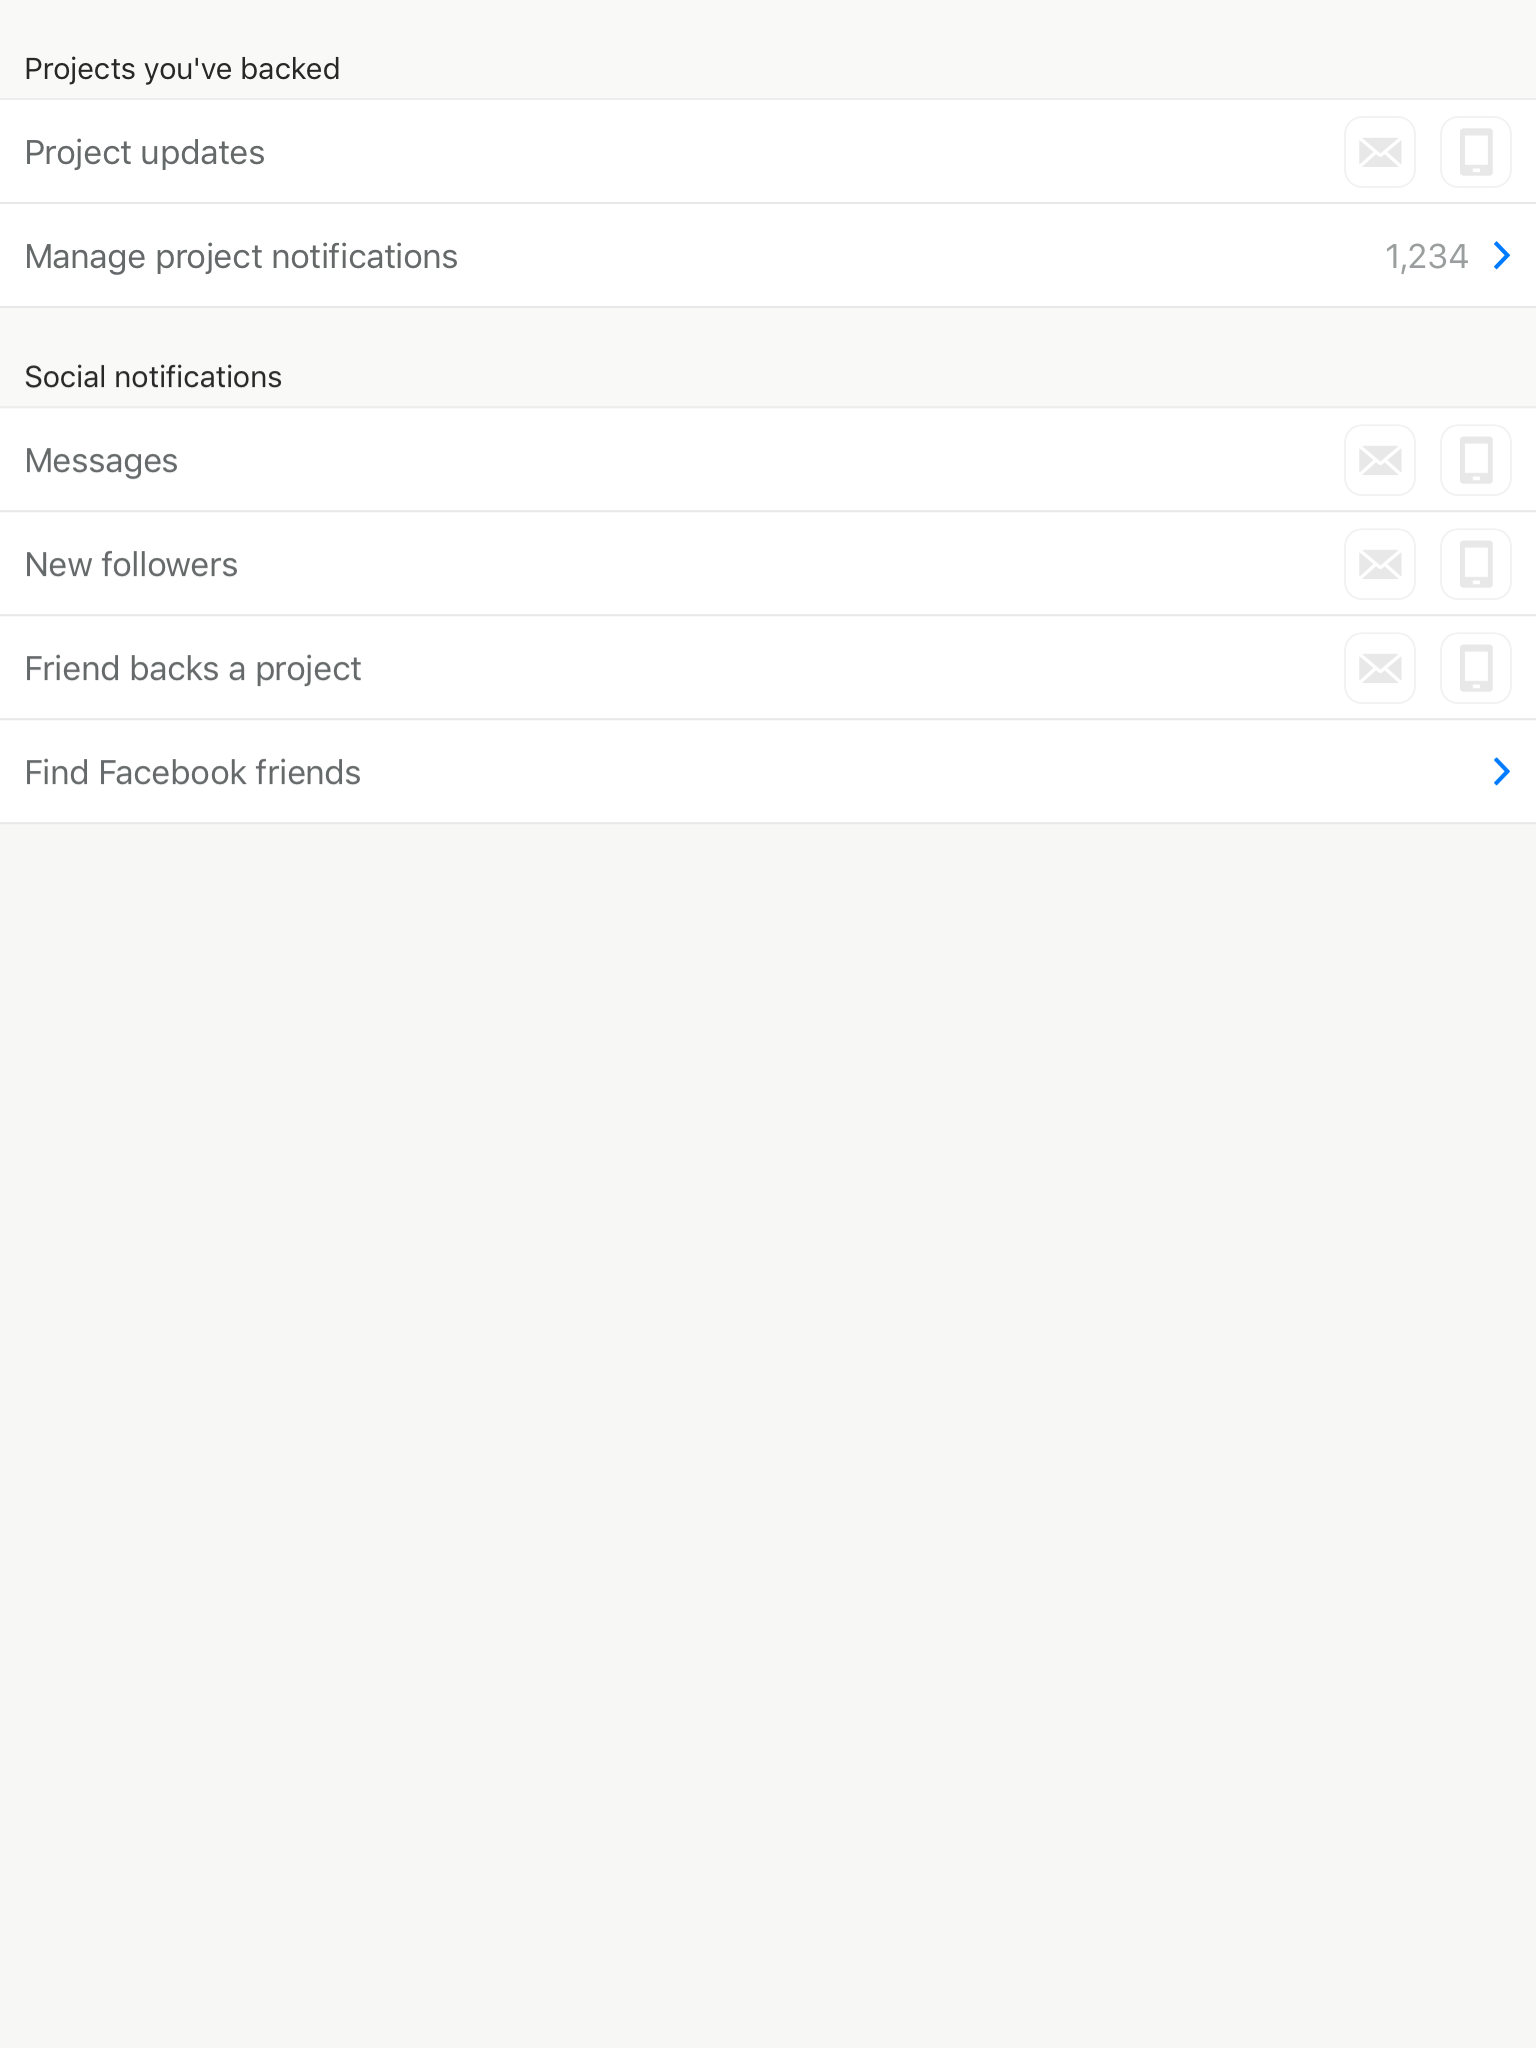 Projects you've backed
Project updates
Manage project notifications 1,234
Social notifications
Messages
New followers
Friend backs a project
Find Facebook friends